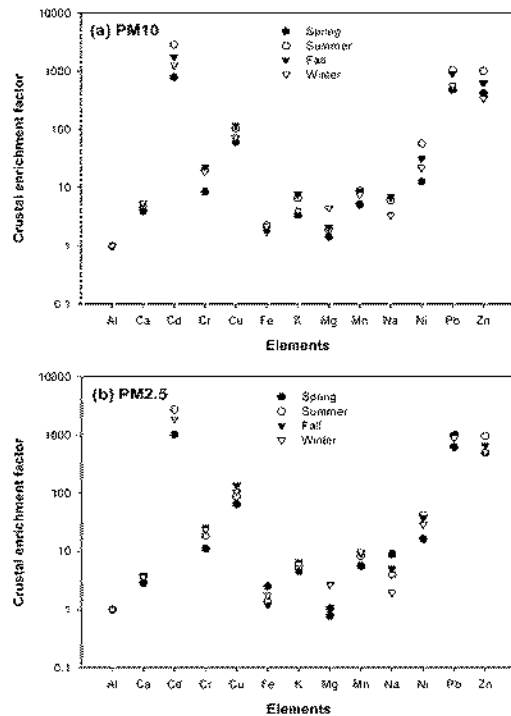 (a) PM10
Spring
Summer
Fall
Winter
10000
1000
100
10
1
0.1
Crustal enrichment factor
Al Ca Cd Cr Cu Fe K Mg Mn Na Ni Pb Zn
Elements
(b) PM2.5
Spring
Summer
Fall
Winter
10000
1000
100
10
1
0.1
Crustal enrichment factor
Al Ca Cd Cr Cu Fe K Mg Mn Na Ni Pb Zn
Elements